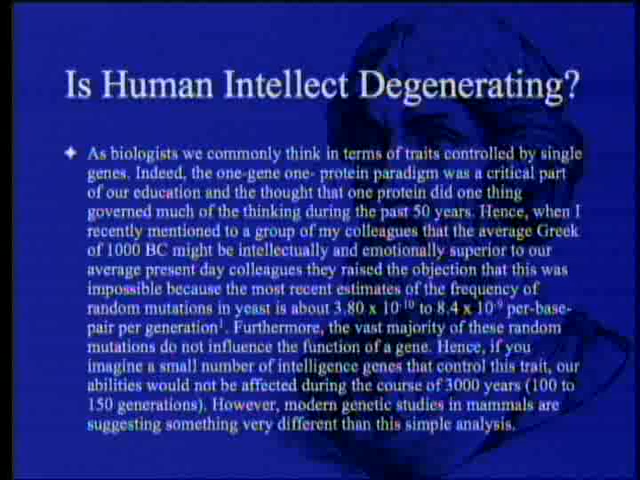 Is Human Intellect Degenerating?
As biologists we commonly think in terms of traits controlled by single
genes. Indeed, the one-gene one- protein paradigm was a critical part
of our education and the thought that one protein did one thing
governed much of the thinking during the past 50 years. Hence, when I
recently mentioned to a group of my colleagues that the average Greek
of 1000 BC might be intellectually and emotionally superior to our
average present day colleagues they raised the objection that this was
impossible because the most recent estimates of the frequency of
random mutations in yeast is about 3.80 x 10⁻¹⁰ to 8.4 x 10⁻⁹ per-base-
pair per generation¹. Furthermore, the vast majority of these random
mutations do not influence the function of a gene. Hence, if you
imagine a small number of intelligence genes that control this trait, our
abilities would not be affected during the course of 3000 years (100 to
150 generations). However, modern genetic studies in mammals are
suggesting something very different than this simple analysis.